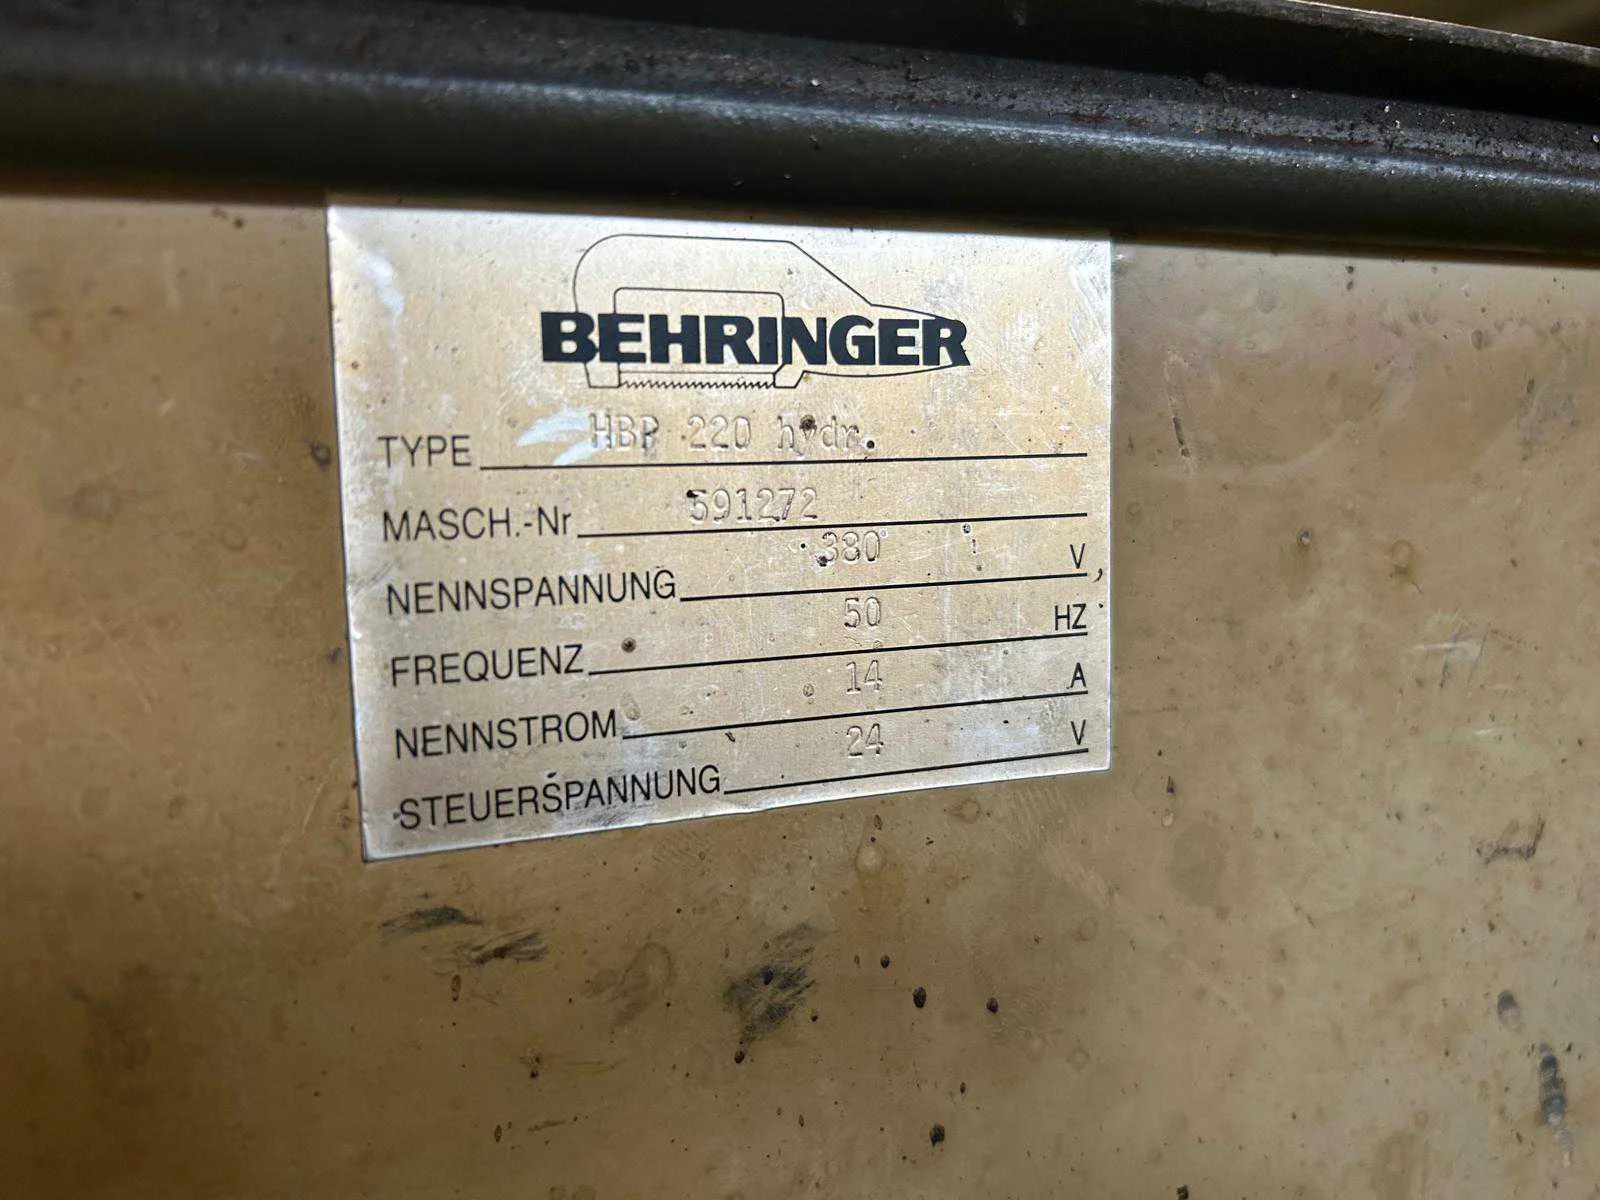 BEHRINGER
TYPE HBP 220 hydr.
MASCH.-Nr 591272
NENNSPANNUNG 380 V
FREQUENZ 50 HZ
NENNSTROM 14 A
STEUERSPANNUNG 24 V